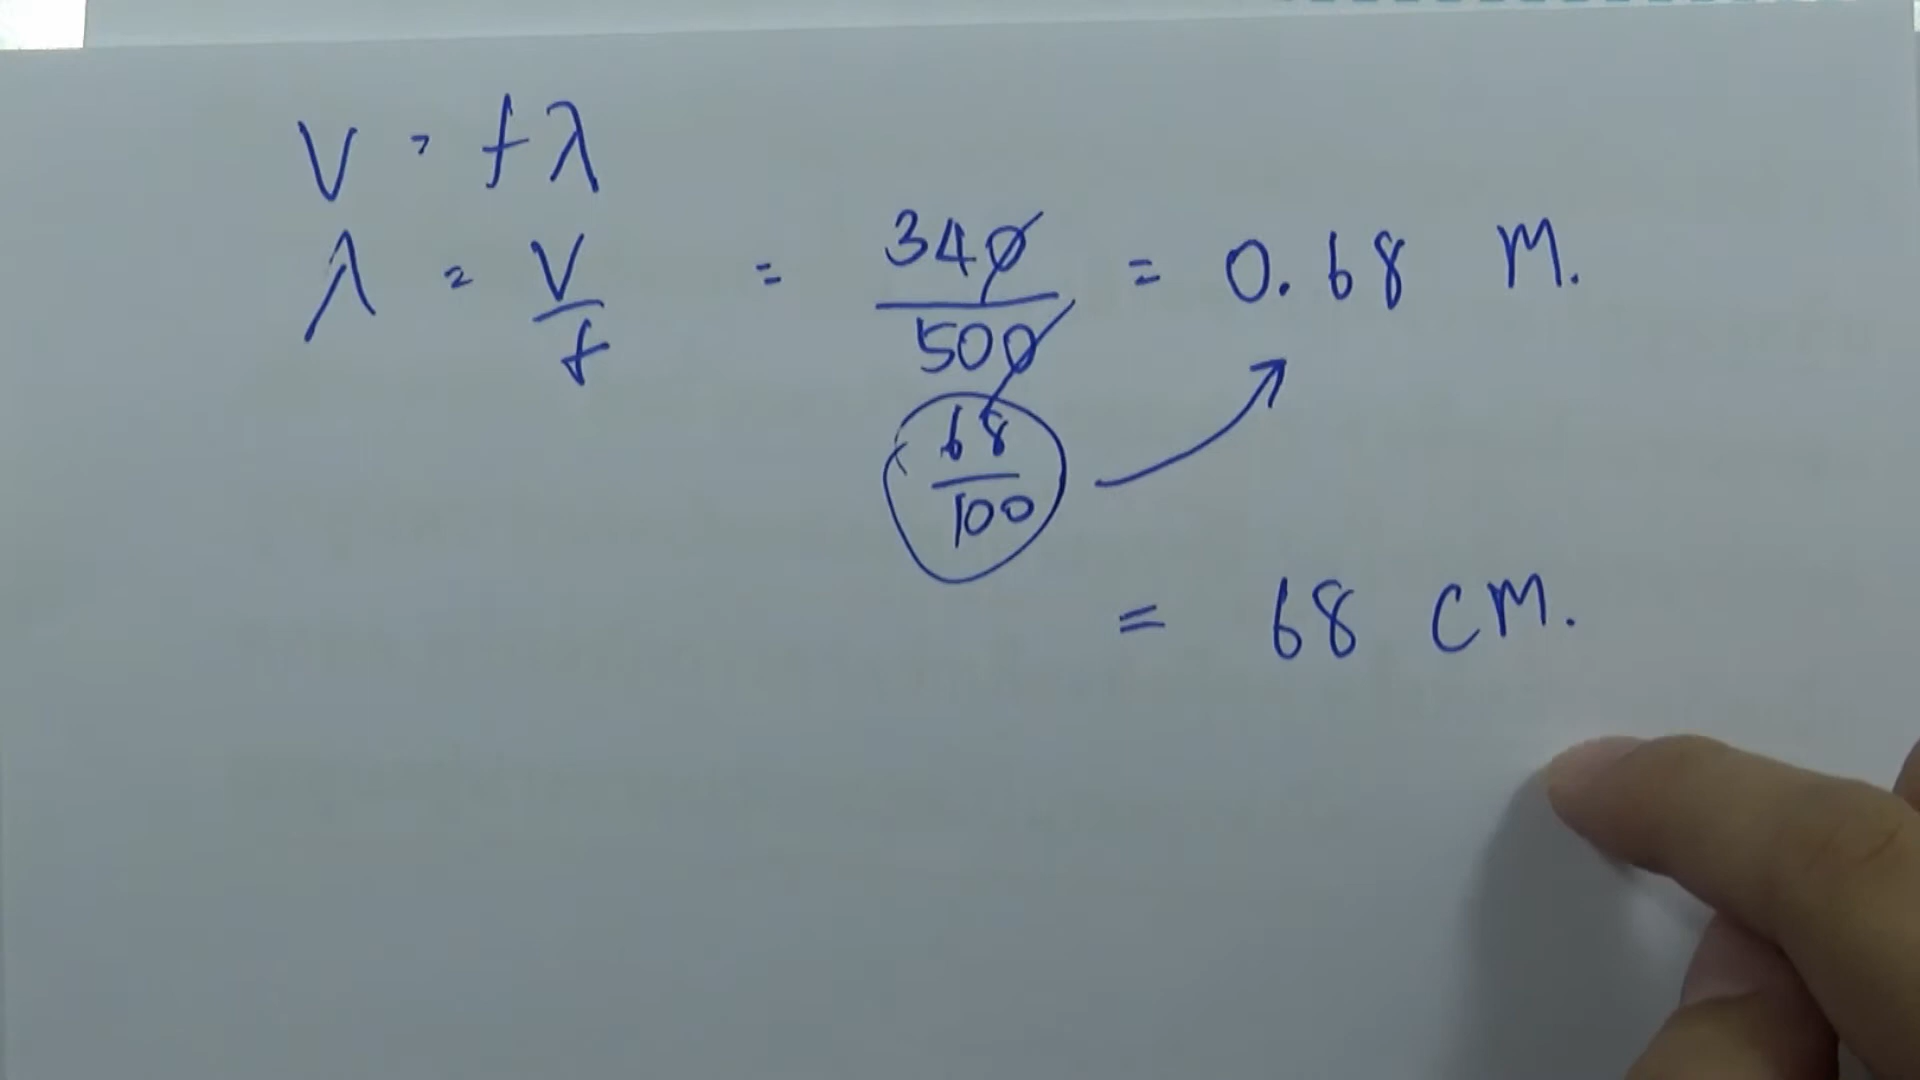 V = fλ
λ = V/f = 340/500 = 0.68 m.
68/100
= 68 cm.